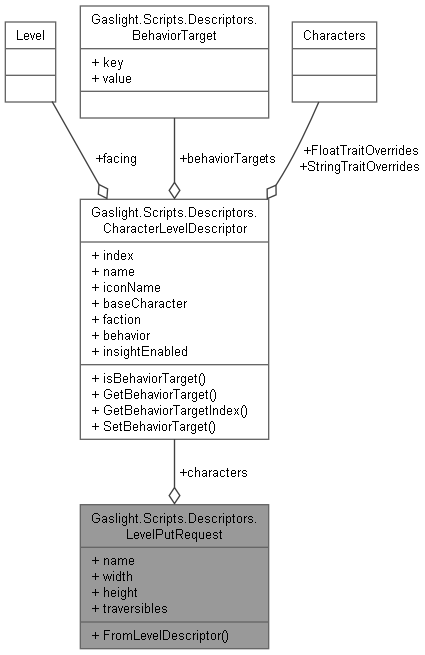 Level
Gaslight.Scripts.Descriptors.
BehaviorTarget
+ key
+ value
Characters
+facing
+behaviorTargets
+FloatTraitOverrides
+StringTraitOverrides
Gaslight.Scripts.Descriptors.
CharacterLevelDescriptor
+ index
+ name
+ iconName
+ baseCharacter
+ faction
+ behavior
+ insightEnabled
+ isBehaviorTarget()
+ GetBehaviorTarget()
+ GetBehaviorTargetIndex()
+ SetBehaviorTarget()
+characters
Gaslight.Scripts.Descriptors.
LevelPutRequest
+ name
+ width
+ height
+ traversibles
+ FromLevelDescriptor()